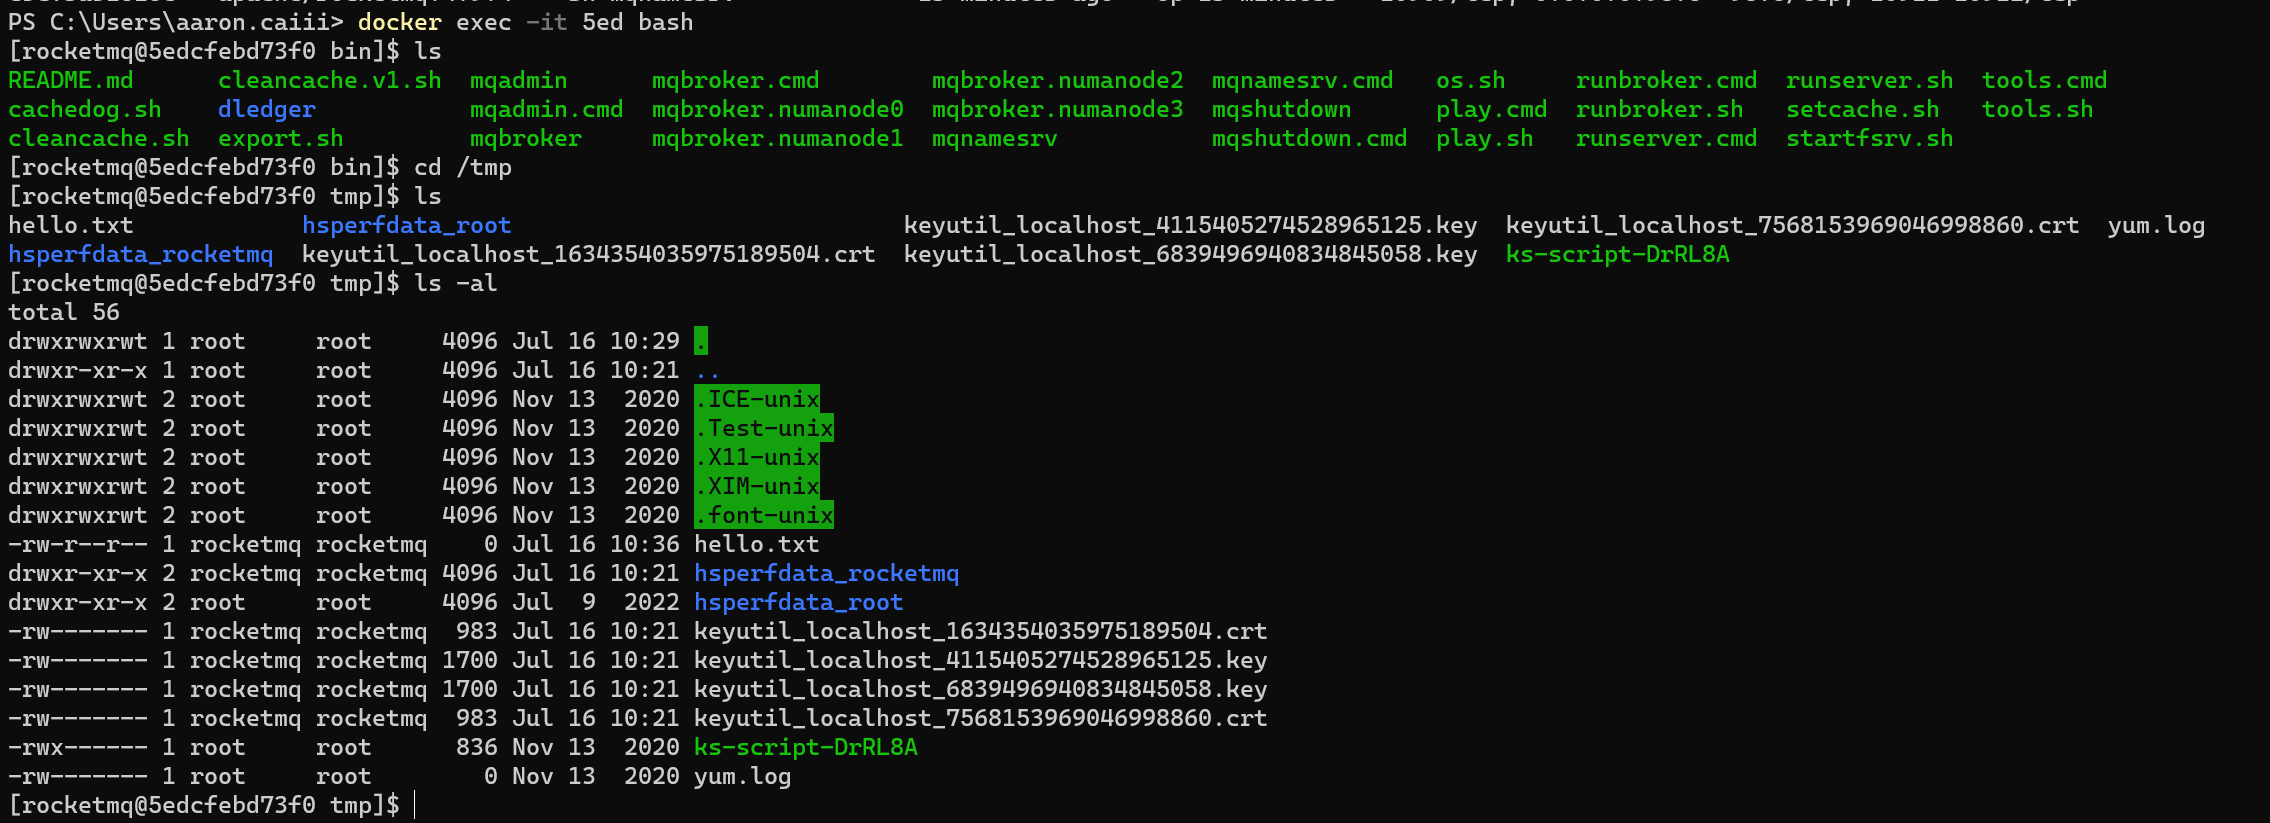 PS C:\Users\aaron.caiii> docker exec -it 5ed bash
[rocketmq@5edcfebd73f0 bin]$ ls
README.md      cleancache.v1.sh  mqadmin      mqbroker.cmd        mqbroker.numanode2  mqnamesrv.cmd   os.sh     runbroker.cmd  runserver.sh  tools.cmd
cachedog.sh    dledger           mqadmin.cmd  mqbroker.numanode0  mqbroker.numanode3  mqshutdown      play.cmd  runbroker.sh   setcache.sh   tools.sh
cleancache.sh  export.sh         mqbroker     mqbroker.numanode1  mqnamesrv           mqshutdown.cmd  play.sh   runserver.cmd  startfsrv.sh
[rocketmq@5edcfebd73f0 bin]$ cd /tmp
[rocketmq@5edcfebd73f0 tmp]$ ls
hello.txt            hsperfdata_root                            keyutil_localhost_4115405274528965125.key  keyutil_localhost_7568153969046998860.crt  yum.log
hsperfdata_rocketmq  keyutil_localhost_1634354035975189504.crt  keyutil_localhost_6839496940834845058.key  ks-script-DrRL8A
[rocketmq@5edcfebd73f0 tmp]$ ls -al
total 56
drwxrwxrwt 1 root     root     4096 Jul 16 10:29 .
drwxr-xr-x 1 root     root     4096 Jul 16 10:21 ..
drwxrwxrwt 2 root     root     4096 Nov 13  2020 .ICE-unix
drwxrwxrwt 2 root     root     4096 Nov 13  2020 .Test-unix
drwxrwxrwt 2 root     root     4096 Nov 13  2020 .X11-unix
drwxrwxrwt 2 root     root     4096 Nov 13  2020 .XIM-unix
drwxrwxrwt 2 root     root     4096 Nov 13  2020 .font-unix
-rw-r--r-- 1 rocketmq rocketmq    0 Jul 16 10:36 hello.txt
drwxr-xr-x 2 rocketmq rocketmq 4096 Jul 16 10:21 hsperfdata_rocketmq
drwxr-xr-x 2 root     root     4096 Jul  9  2022 hsperfdata_root
-rw------- 1 rocketmq rocketmq  983 Jul 16 10:21 keyutil_localhost_1634354035975189504.crt
-rw------- 1 rocketmq rocketmq 1700 Jul 16 10:21 keyutil_localhost_4115405274528965125.key
-rw------- 1 rocketmq rocketmq 1700 Jul 16 10:21 keyutil_localhost_6839496940834845058.key
-rw------- 1 rocketmq rocketmq  983 Jul 16 10:21 keyutil_localhost_7568153969046998860.crt
-rwx------ 1 root     root      836 Nov 13  2020 ks-script-DrRL8A
-rw------- 1 root     root        0 Nov 13  2020 yum.log
[rocketmq@5edcfebd73f0 tmp]$